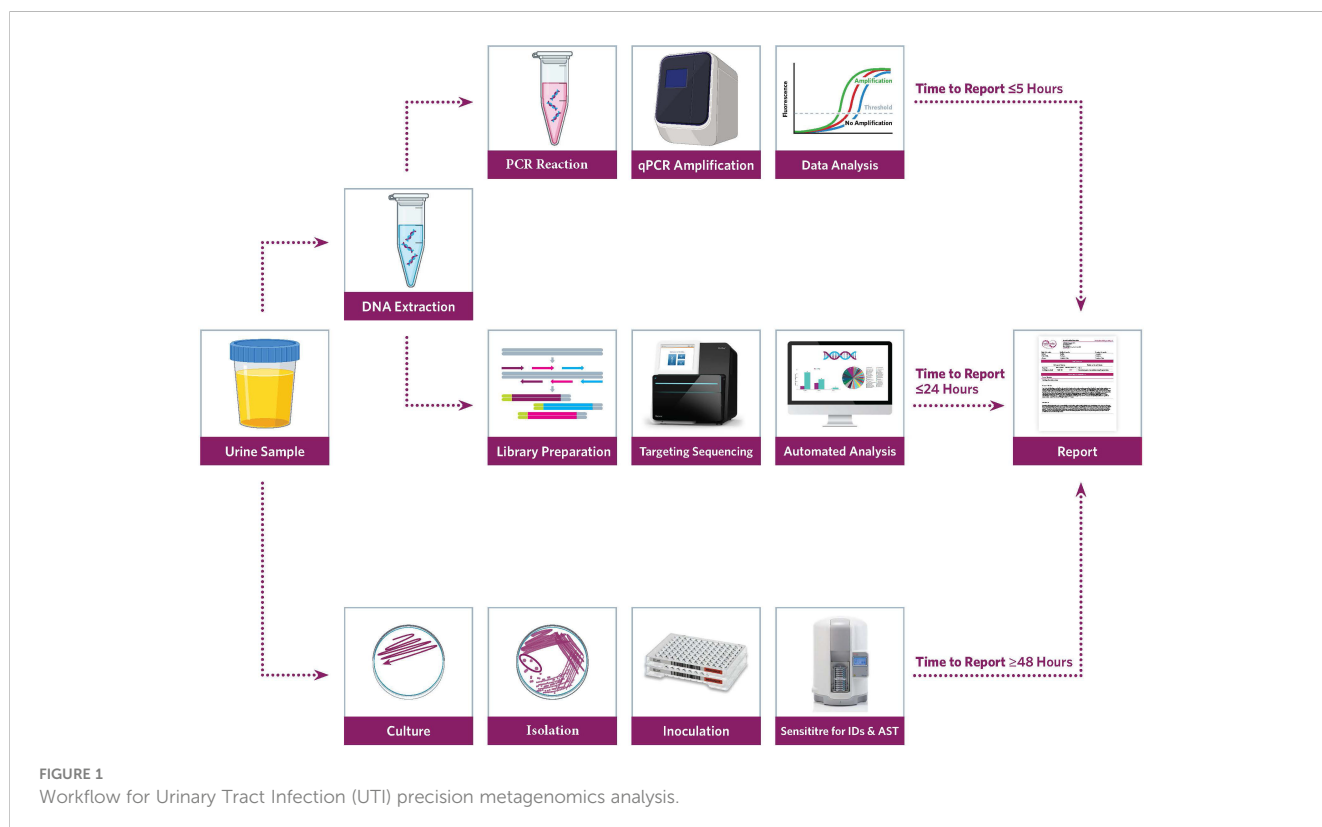 Fluorescence
Amplification
Threshold
No Amplification
Time to Report ≤5 Hours
PCR Reaction
qPCR Amplification
Data Analysis
DNA Extraction
Time to Report
≤24 Hours
Urine Sample
Library Preparation
Targeting Sequencing
Automated Analysis
Report
Time to Report ≥48 Hours
Culture
Isolation
Inoculation
Sensititre for IDs & AST
FIGURE 1
Workflow for Urinary Tract Infection (UTI) precision metagenomics analysis.